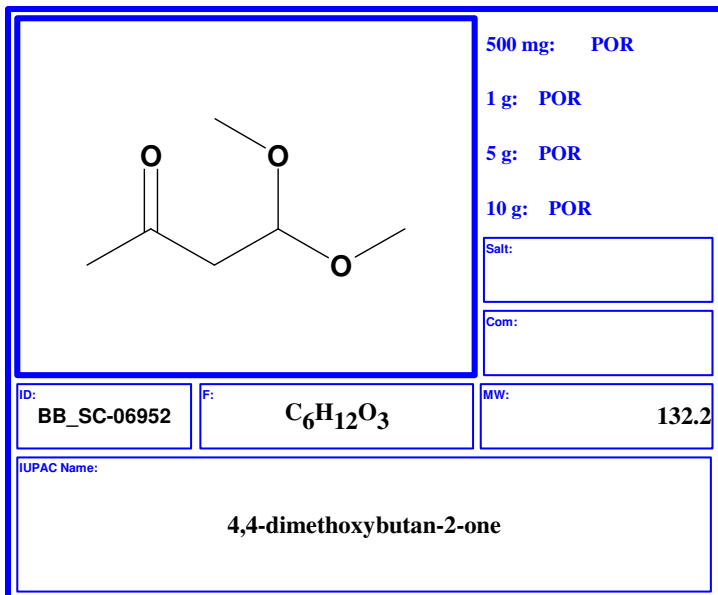 O
O
O
500 mg: POR
1 g: POR
5 g: POR
10 g: POR
Salt:
Com:
ID:
BB_SC-06952
F:
C6H12O3
MW:
132.2
IUPAC Name:
4,4-dimethoxybutan-2-one